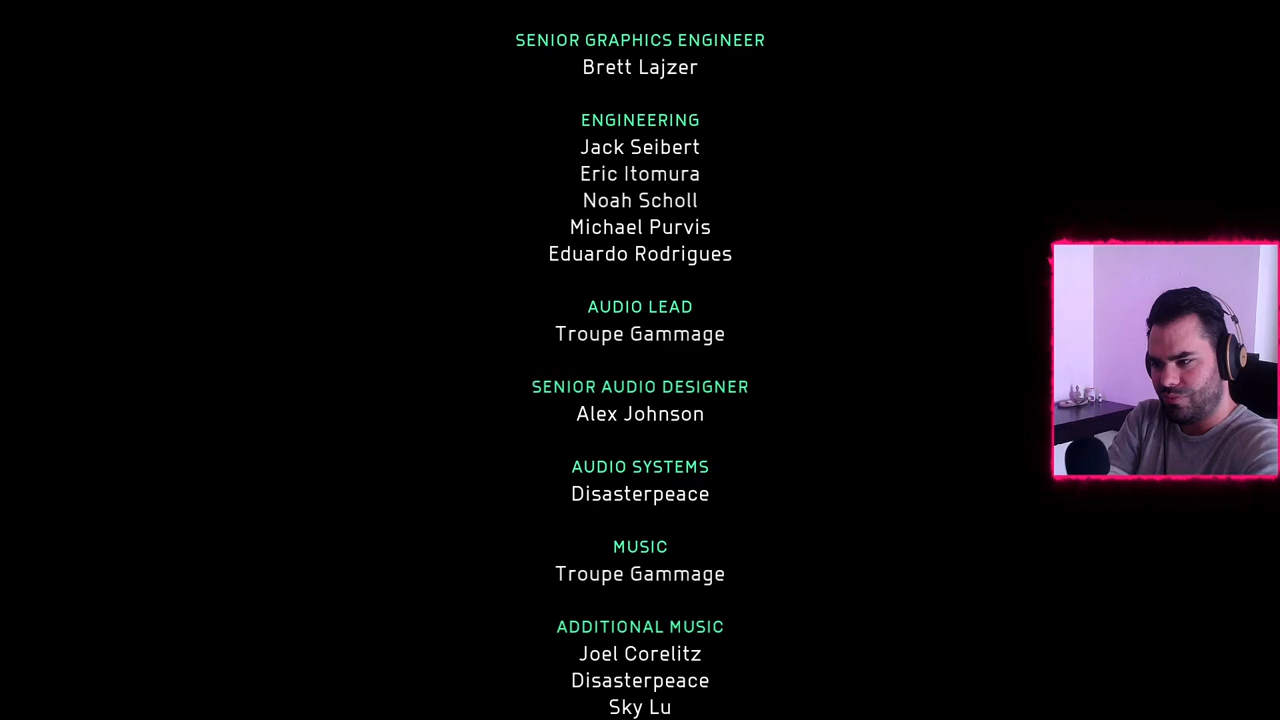 SENIOR GRAPHICS ENGINEER
Brett Lajzer
ENGINEERING
Jack Seibert
Eric Itomura
Noah Scholl
Michael Purvis
Eduardo Rodrigues
AUDIO LEAD
Troupe Gammage
SENIOR AUDIO DESIGNER
Alex Johnson
AUDIO SYSTEMS
Disasterpeace
MUSIC
Troupe Gammage
ADDITIONAL MUSIC
Joel Corelitz
Disasterpeace
Sky Lu